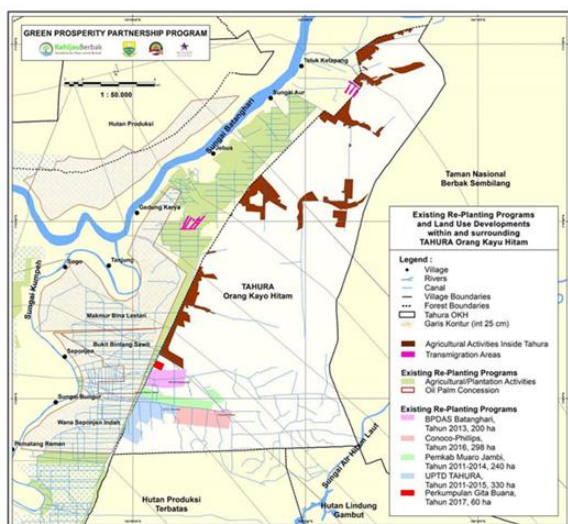 GREEN PROSPERITY PARTNERSHIP PROGRAM
KahijauBerbak
1 : 50.000
Teluk Ketapang
Sungai Aur
Sungai Batanghari
Hutan Produksi
Jebus
Gedong Karya
Taman Nasional
Berbak Sembilang
Sogo
Tanjung
Sungai Kumpeh
TAHURA
Orang Kayo Hitam
Makmur Bina Lestari
Bukit Bintang Sawit
Seponjen
Sungai Bungur
Wana Seponjen Indah
Pematang Raman
Sungai Air Hitam Laut
Hutan Produksi
Terbatas
Hutan Lindung
Gambut
Existing Re-Planting Programs
and Land Use Developments
within and surrounding
TAHURA Orang Kayu Hitam
Legend :
Village
Rivers
Canal
Village Boundaries
Forest Boundaries
Tahura OKH
Garis Kontur (int 25 cm)
Agricultural Activities Inside Tahura
Transmigration Areas
Existing Re-Planting Programs
Agricultural/Plantation Activities
Oil Palm Concession
Existing Re-Planting Programs
BPDAS Batanghari,
Tahun 2013, 200 ha
Conoco-Phillips,
Tahun 2016, 298 ha
Pemkab Muaro Jambi,
Tahun 2011-2014, 240 ha
UPTD TAHURA,
Tahun 2011-2015, 330 ha
Perkumpulan Gita Buana,
Tahun 2017, 60 ha